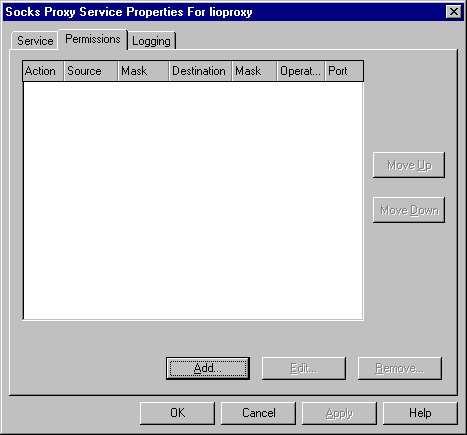 Socks Proxy Service Properties For lioproxy
Service Permissions Logging
Action Source Mask Destination Mask Operat... Port
Move Up
Move Down
Add... Edit... Remove...
OK Cancel Apply Help